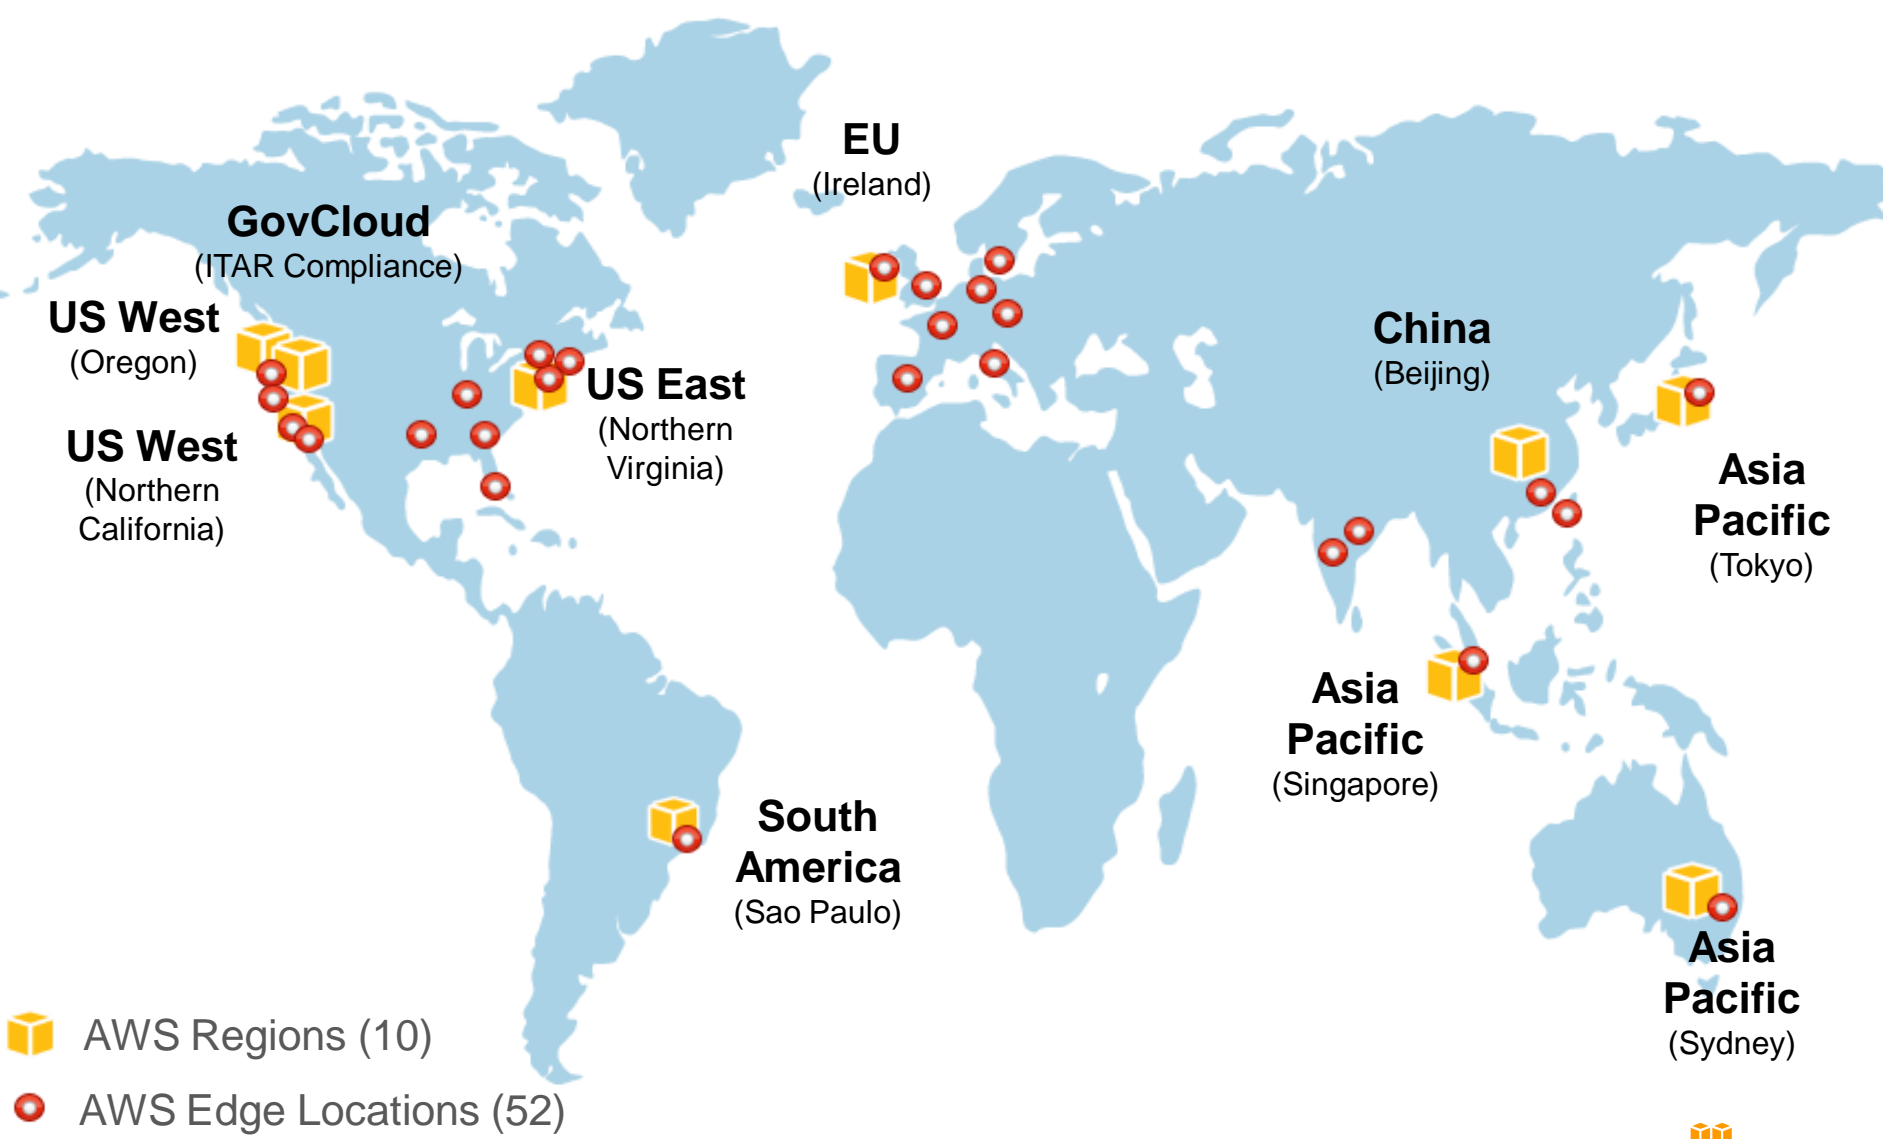 EU
(Ireland)
GovCloud
(ITAR Compliance)
US West
(Oregon)
US East
(Northern
Virginia)
US West
(Northern
California)
China
(Beijing)
Asia
Pacific
(Tokyo)
Asia
Pacific
(Singapore)
South
America
(Sao Paulo)
Asia
Pacific
(Sydney)
AWS Regions (10)
AWS Edge Locations (52)